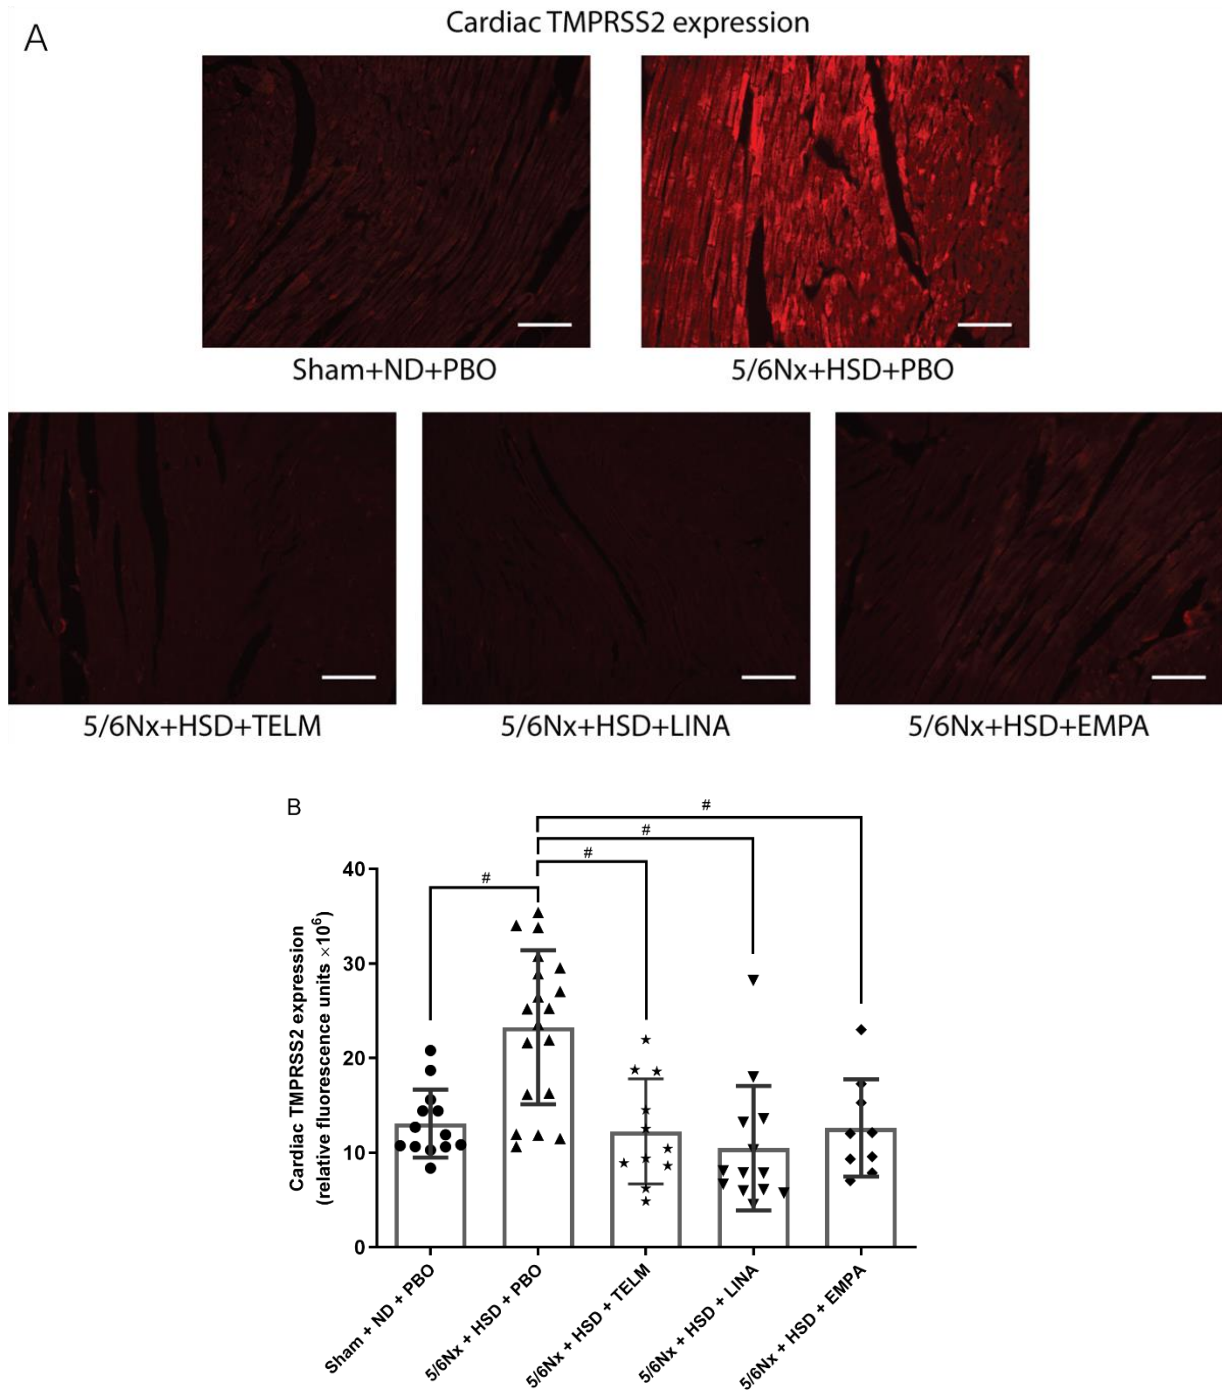 A
Cardiac TMPRSS2 expression
Sham+ND+PBO
5/6Nx+HSD+PBO
5/6Nx+HSD+TELM
5/6Nx+HSD+LINA
5/6Nx+HSD+EMPA
B
#
#
#
#
Cardiac TMPRSS2 expression
(relative fluorescence units ×10⁶)
40
30
20
10
0
Sham + ND + PBO
5/6Nx + HSD + PBO
5/6Nx + HSD + TELM
5/6Nx + HSD + LINA
5/6Nx + HSD + EMPA